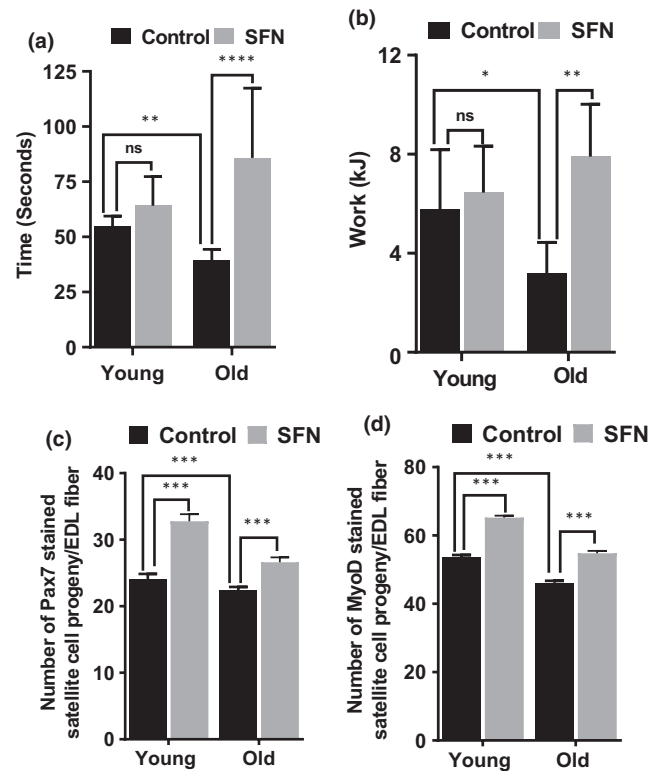 (a)
Control SFN
Time (Seconds)
125
100
75
50
25
0
**
ns
****
Young Old
(b)
Control SFN
Work (kJ)
12
8
4
0
*
ns
**
Young Old
(c)
Control SFN
Number of Pax7 stained
satellite cell progeny/EDL fiber
40
30
20
10
0
***
***
***
Young Old
(d)
Control SFN
Number of MyoD stained
satellite cell progeny/EDL fiber
80
60
40
20
0
***
***
***
Young Old